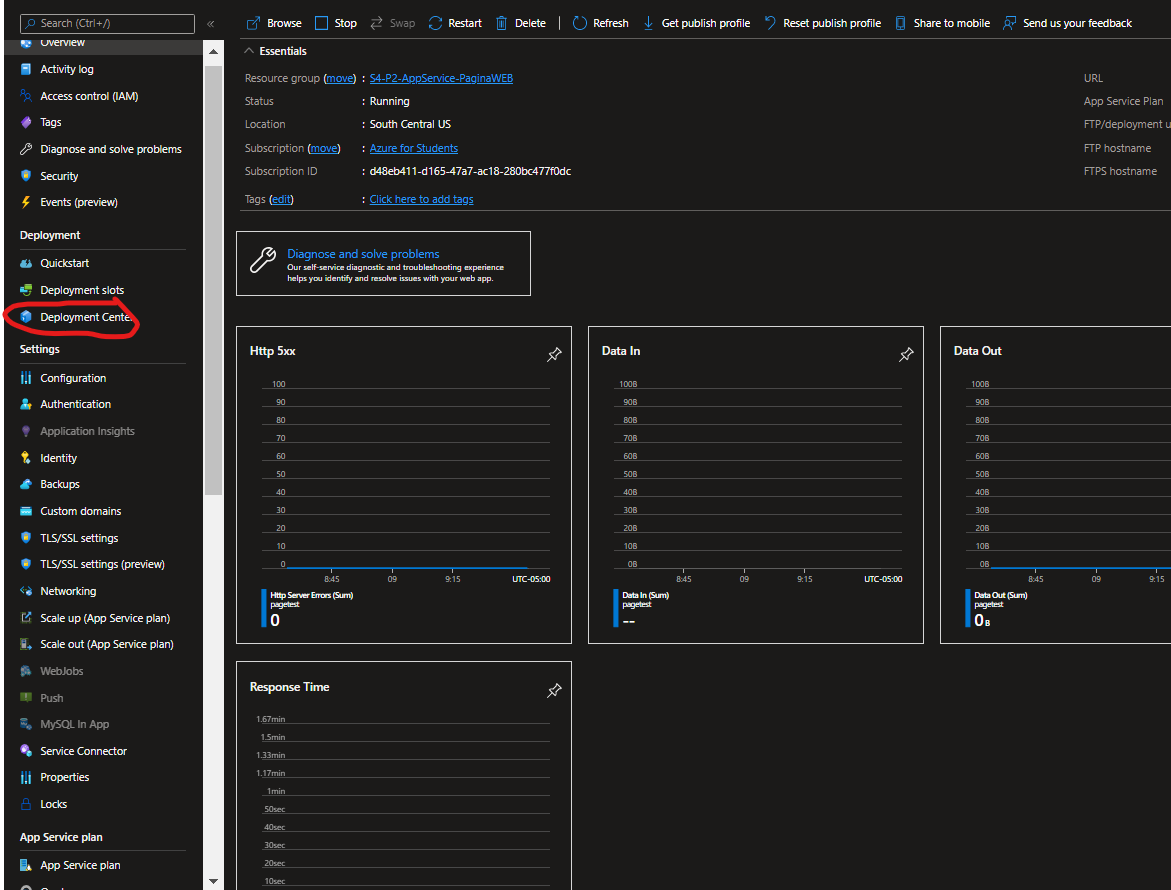 Search (Ctrl+/)
«
Browse
Stop
Swap
Restart
Delete
Refresh
Get publish profile
Reset publish profile
Share to mobile
Send us your feedback
Overview
Activity log
Access control (IAM)
Tags
Diagnose and solve problems
Security
Events (preview)
Deployment
Quickstart
Deployment slots
Deployment Cente
Settings
Configuration
Authentication
Application Insights
Identity
Backups
Custom domains
TLS/SSL settings
TLS/SSL settings (preview)
Networking
Scale up (App Service plan)
Scale out (App Service plan)
WebJobs
Push
MySQL In App
Service Connector
Properties
Locks
App Service plan
App Service plan
Essentials
Resource group (move) : S4-P2-AppService-PaginaWEB
Status : Running
Location : South Central US
Subscription (move) : Azure for Students
Subscription ID : d48eb411-d165-47a7-ac18-280bc477f0dc
Tags (edit) : Click here to add tags
URL
App Service Plan
FTP/deployment u
FTP hostname
FTPS hostname
Diagnose and solve problems
Our self-service diagnostic and troubleshooting experience
helps you identify and resolve issues with your web app.
Http 5xx
100
90
80
70
60
50
40
30
20
10
0
8:45 09 9:15 UTC-05:00
Http Server Errors (Sum)
pagetest
0
Data In
100B
90B
80B
70B
60B
50B
40B
30B
20B
10B
0B
8:45 09 9:15 UTC-05:00
Data In (Sum)
pagetest
--
Data Out
100B
90B
80B
70B
60B
50B
40B
30B
20B
10B
0B
8:45 09 9:15
Data Out (Sum)
pagetest
0B
Response Time
1.67min
1.5min
1.33min
1.17min
1min
50sec
40sec
30sec
20sec
10sec